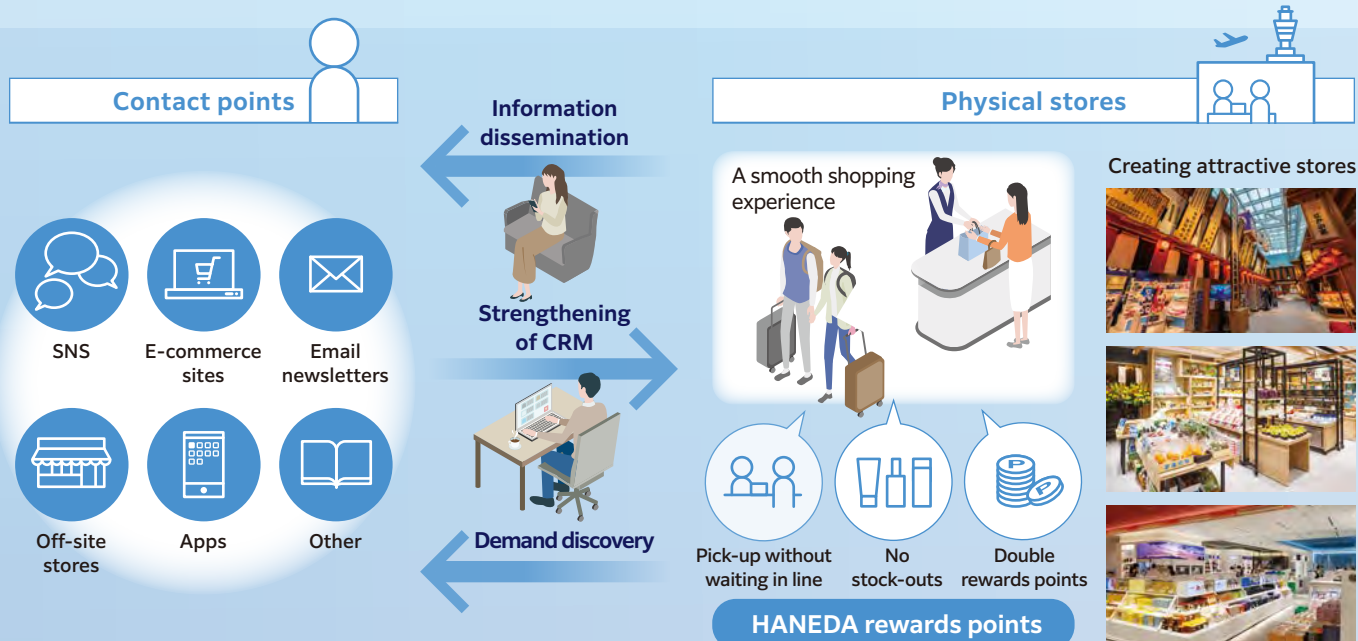 Contact points
SNS
E-commerce
sites
Email
newsletters
Off-site
stores
Apps
Other
Information
dissemination
Strengthening
of CRM
Demand discovery
Physical stores
A smooth shopping
experience
Pick-up without
waiting in line
No
stock-outs
Double
rewards points
HANEDA rewards points
Creating attractive stores
P
P